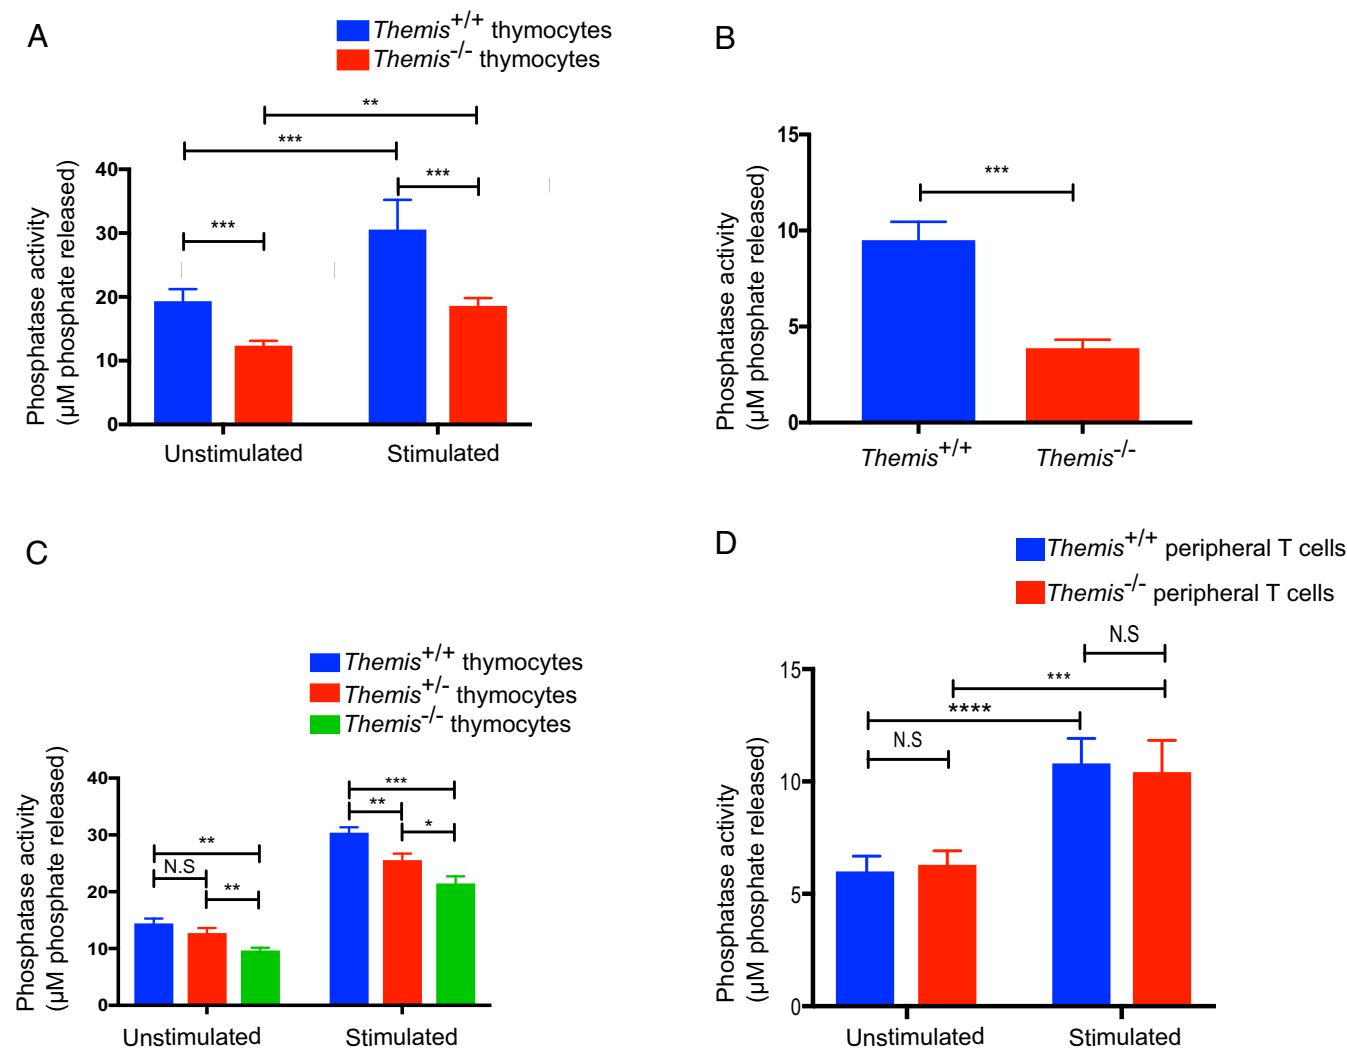 A
Themis+/+ thymocytes
Themis-/- thymocytes
**
***
***
***
Phosphatase activity
(µM phosphate released)
40
30
20
10
0
Unstimulated
Stimulated
B
***
Phosphatase activity
(µM phosphate released)
15
10
5
0
Themis+/+
Themis-/-
C
Themis+/+ thymocytes
Themis+/- thymocytes
Themis-/- thymocytes
***
**
*
**
N.S
**
Phosphatase activity
(µM phosphate released)
40
30
20
10
0
Unstimulated
Stimulated
D
Themis+/+ peripheral T cells
Themis-/- peripheral T cells
N.S
***
****
N.S
Phosphatase activity
(µM phosphate released)
15
10
5
0
Unstimulated
Stimulated